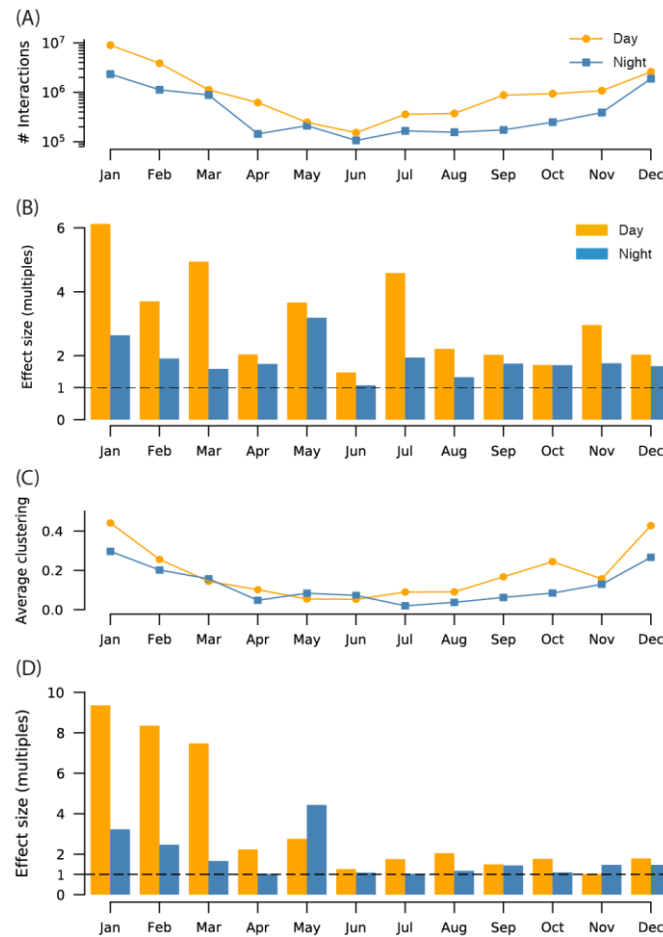 (A)
# Interactions
10⁷
10⁶
10⁵
Day
Night
Jan Feb Mar Apr May Jun Jul Aug Sep Oct Nov Dec
(B)
Effect size (multiples)
6
4
2
1
0
Day
Night
Jan Feb Mar Apr May Jun Jul Aug Sep Oct Nov Dec
(C)
Average clustering
0.4
0.2
0.0
Jan Feb Mar Apr May Jun Jul Aug Sep Oct Nov Dec
(D)
Effect size (multiples)
10
8
6
4
2
1
0
Jan Feb Mar Apr May Jun Jul Aug Sep Oct Nov Dec